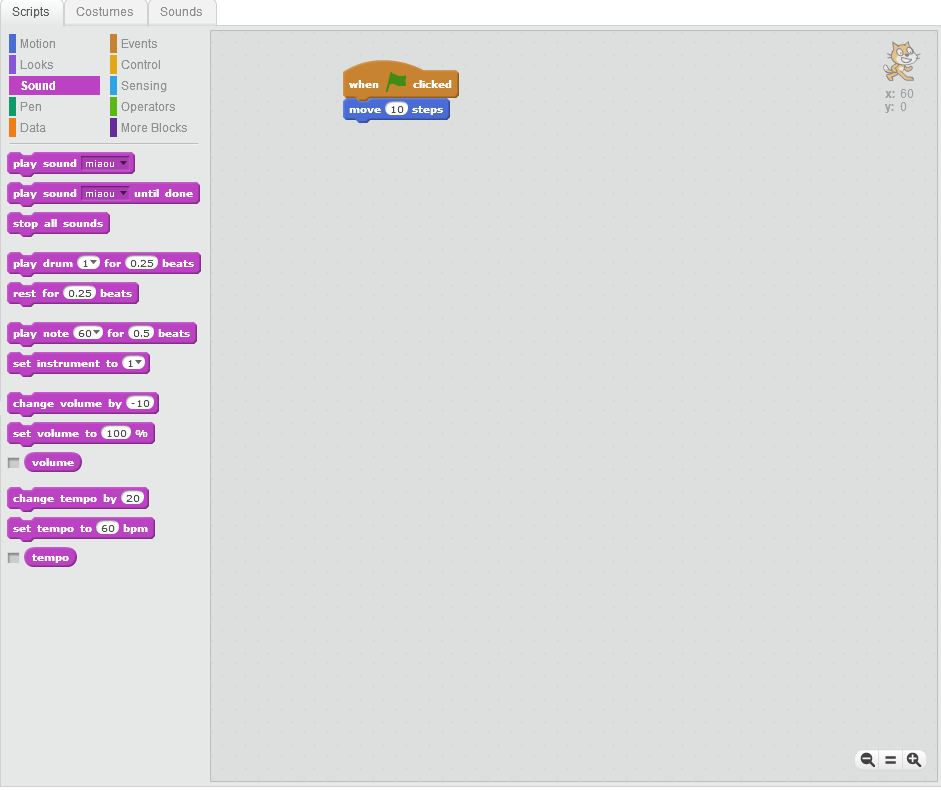 Scripts Costumes Sounds
Motion Events
Looks Control
Sound Sensing
Pen Operators
Data More Blocks
play sound miaou
play sound miaou until done
stop all sounds
play drum 1 for 0.25 beats
rest for 0.25 beats
play note 60 for 0.5 beats
set instrument to 1
change volume by -10
set volume to 100 %
volume
change tempo by 20
set tempo to 60 bpm
tempo
when clicked
move 10 steps
x: 60
y: 0